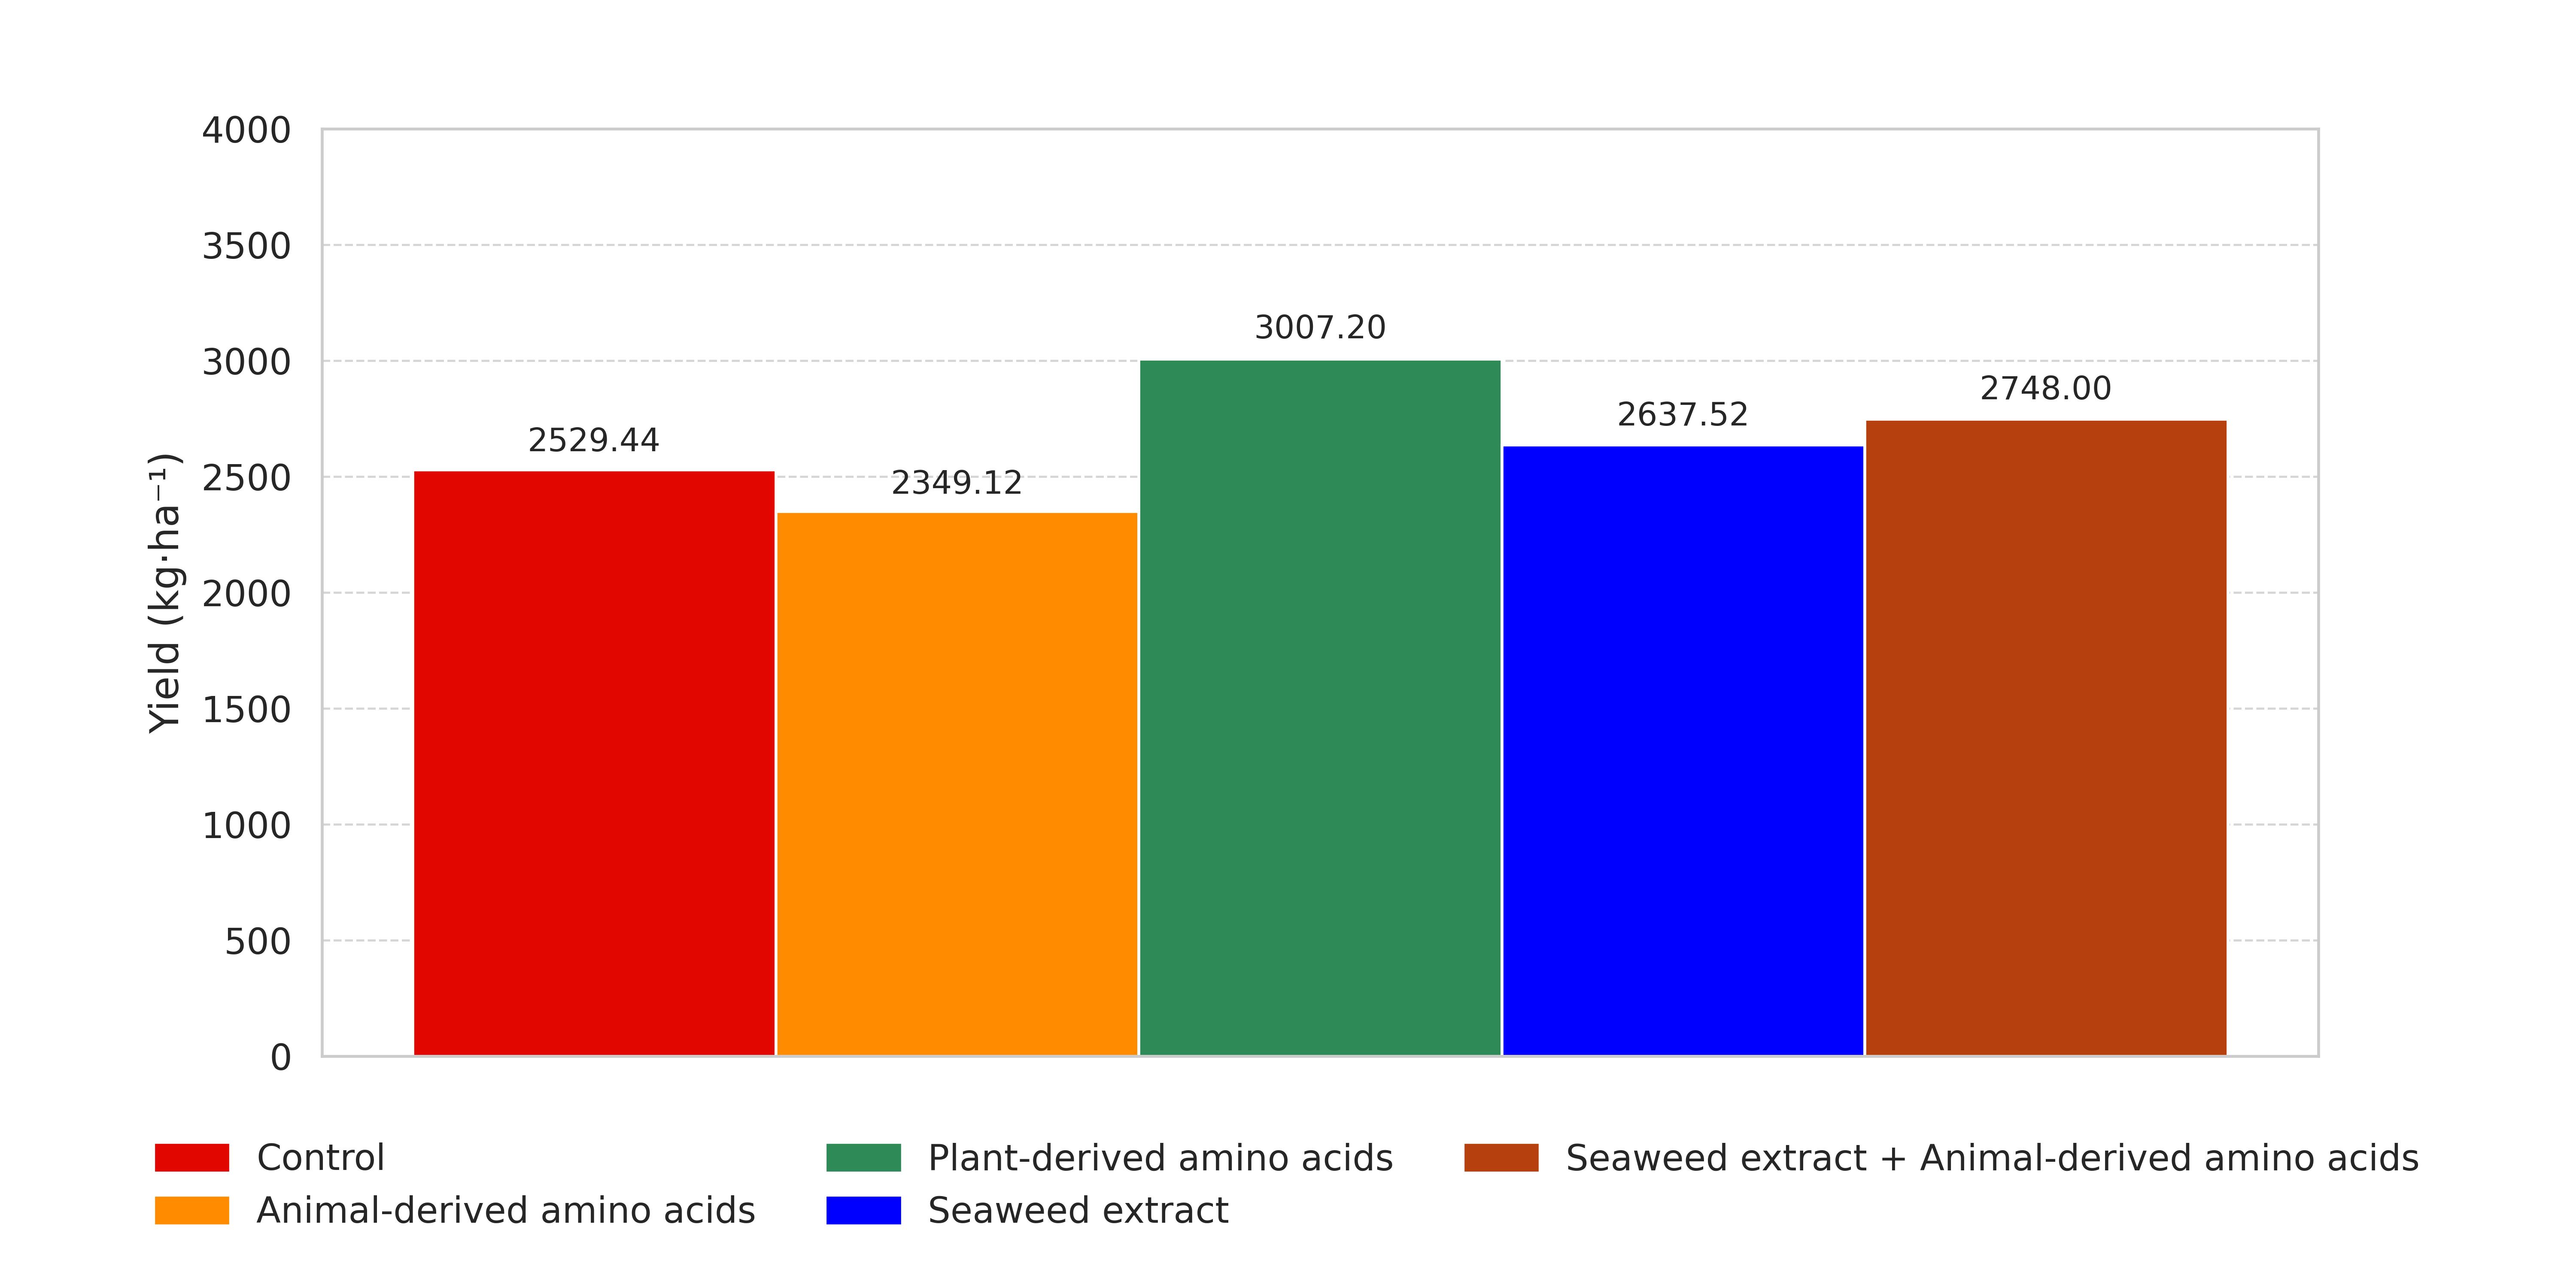 4000
3500
3000
2500
2000
1500
1000
500
0
Yield (kg·ha⁻¹)
2529.44
2349.12
3007.20
2637.52
2748.00
Control
Animal-derived amino acids
Plant-derived amino acids
Seaweed extract
Seaweed extract + Animal-derived amino acids